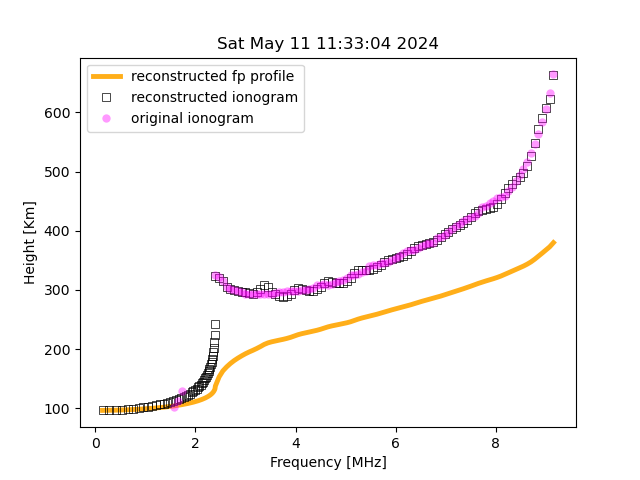 Sat May 11 11:33:04 2024
reconstructed fp profile
reconstructed ionogram
original ionogram
Height [Km]
600
500
400
300
200
100
0 2 4 6 8
Frequency [MHz]